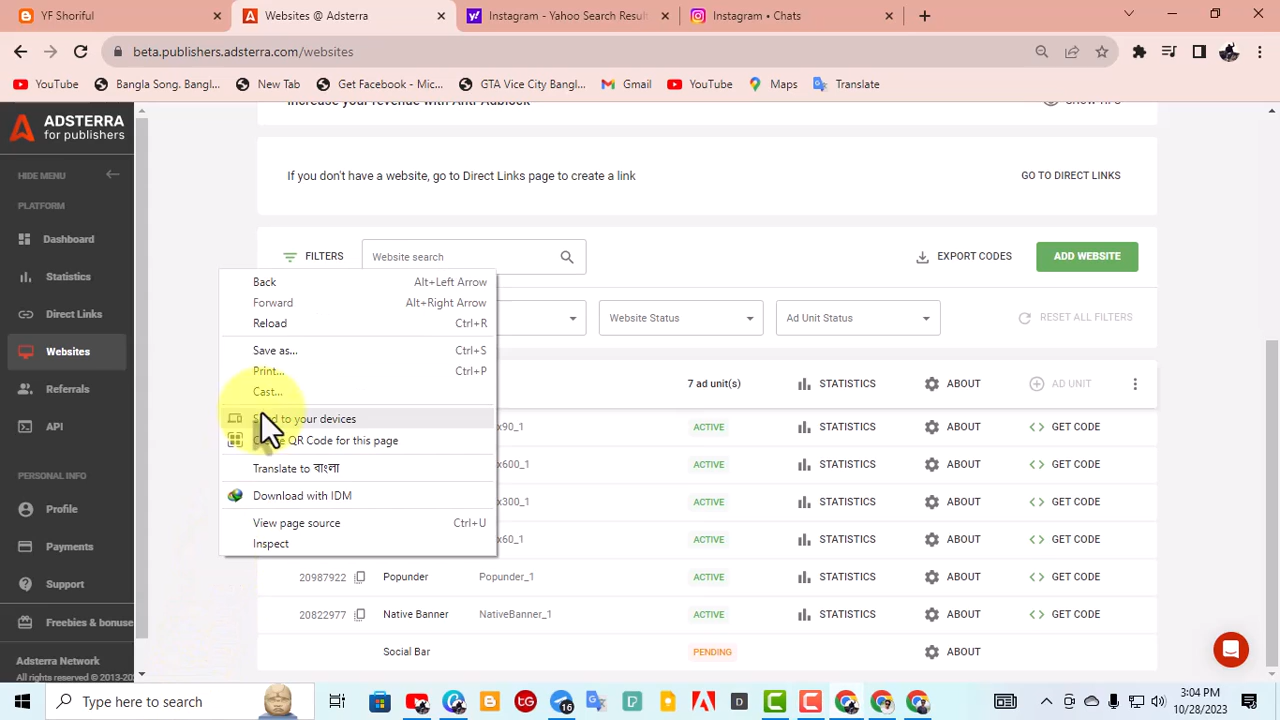 YF Shoriful
Websites @ Adsterra
Instagram - Yahoo Search Result
Instagram • Chats
beta.publishers.adsterra.com/websites
YouTube
Bangla Song. Bangl...
New Tab
Get Facebook - Mic...
GTA Vice City Bangl...
Gmail
YouTube
Maps
Translate
ADSTERRA
for publishers
HIDE MENU
PLATFORM
Dashboard
Statistics
Direct Links
Websites
Referrals
API
PERSONAL INFO
Profile
Payments
Support
Freebies & bonuse
Adsterra Network
Increase your revenue with Anti-Adblock
SHOW TIPS
If you don't have a website, go to Direct Links page to create a link
GO TO DIRECT LINKS
FILTERS
Website search
EXPORT CODES
ADD WEBSITE
Website Status
Ad Unit Status
RESET ALL FILTERS
7 ad unit(s)
STATISTICS
ABOUT
AD UNIT
x90_1 ACTIVE STATISTICS ABOUT GET CODE
x600_1 ACTIVE STATISTICS ABOUT GET CODE
x300_1 ACTIVE STATISTICS ABOUT GET CODE
x60_1 ACTIVE STATISTICS ABOUT GET CODE
20987922 Popunder Popunder_1 ACTIVE STATISTICS ABOUT GET CODE
20822977 Native Banner NativeBanner_1 ACTIVE STATISTICS ABOUT GET CODE
Social Bar PENDING ABOUT
Back Alt+Left Arrow
Forward Alt+Right Arrow
Reload Ctrl+R
Save as... Ctrl+S
Print... Ctrl+P
Cast...
to your devices
QR Code for this page
Translate to বাংলা
Download with IDM
View page source Ctrl+U
Inspect
Type here to search
16
3:04 PM
10/28/2023